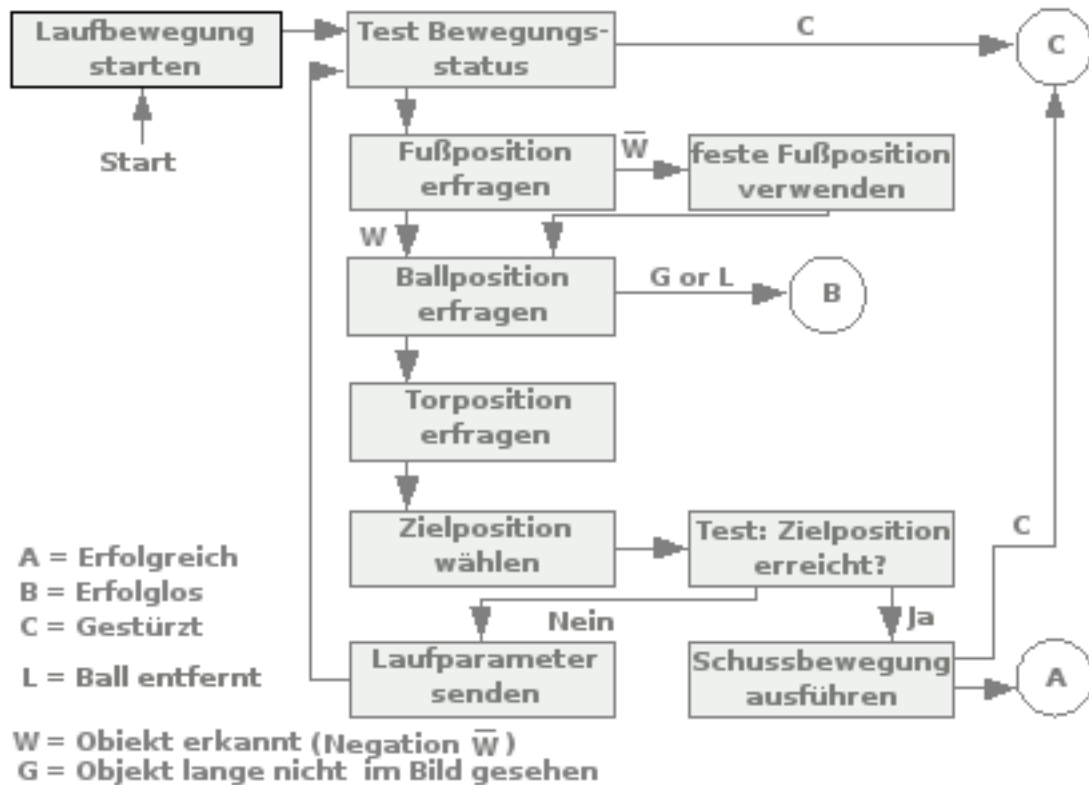 Laufbewegung
starten
Test Bewegungs-
status
C
C
Start
Fußposition
erfragen
W̅
feste Fußposition
verwenden
W
Ballposition
erfragen
G or L
B
Torposition
erfragen
Zielposition
wählen
Test: Zielposition
erreicht?
C
Nein
Ja
Laufparameter
senden
Schussbewegung
ausführen
A
A = Erfolgreich
B = Erfolglos
C = Gestürzt
L = Ball entfernt
W = Obiekt erkannt (Negation W̅ )
G = Objekt lange nicht im Bild gesehen